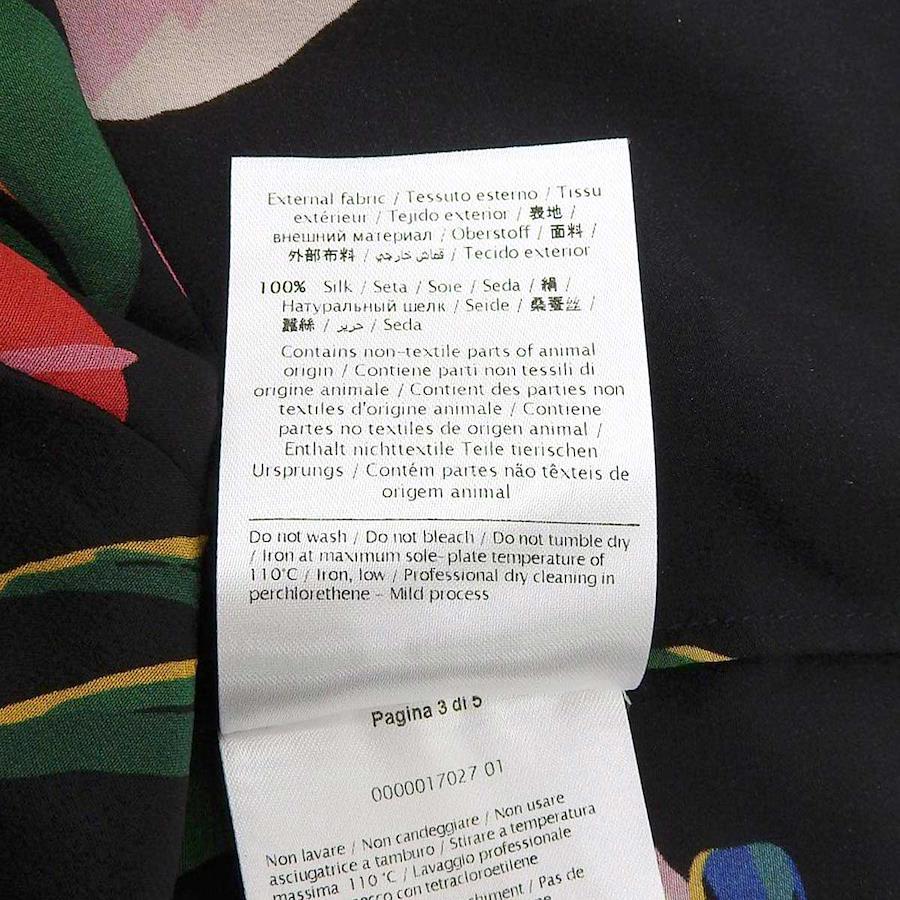 External fabric / Tessuto esterno / Tissu
extérieur / Tejido exterior / 表地 /
внешний материал / Oberstoff / 面料 /
外部布料 / قماش خارجي / Tecido exterior
100% Silk / Seta / Soie / Seda / 絹 /
Натуральный шелк / Seide / 桑蚕丝 /
蠶絲 / حرير / Seda
Contains non-textile parts of animal
origin / Contiene parti non tessili di
origine animale / Contient des parties non
textiles d'origine animale / Contiene
partes no textiles de origen animal /
Enthält nichttextile Teile tierischen
Ursprungs / Contém partes não têxteis de
origem animal
Do not wash / Do not bleach / Do not tumble dry
/ Iron at maximum sole-plate temperature of
110°C / Iron, low / Professional dry cleaning in
perchlorethene - Mild process
Pagina 3 di 5
0000017027 01
Non lavare / Non candeggiare / Non usare
asciugatrice a tamburo / Stirare a temperatura
massima 110°C / Lavaggio professionale
secco con tetracloroetilene
/ Pas de